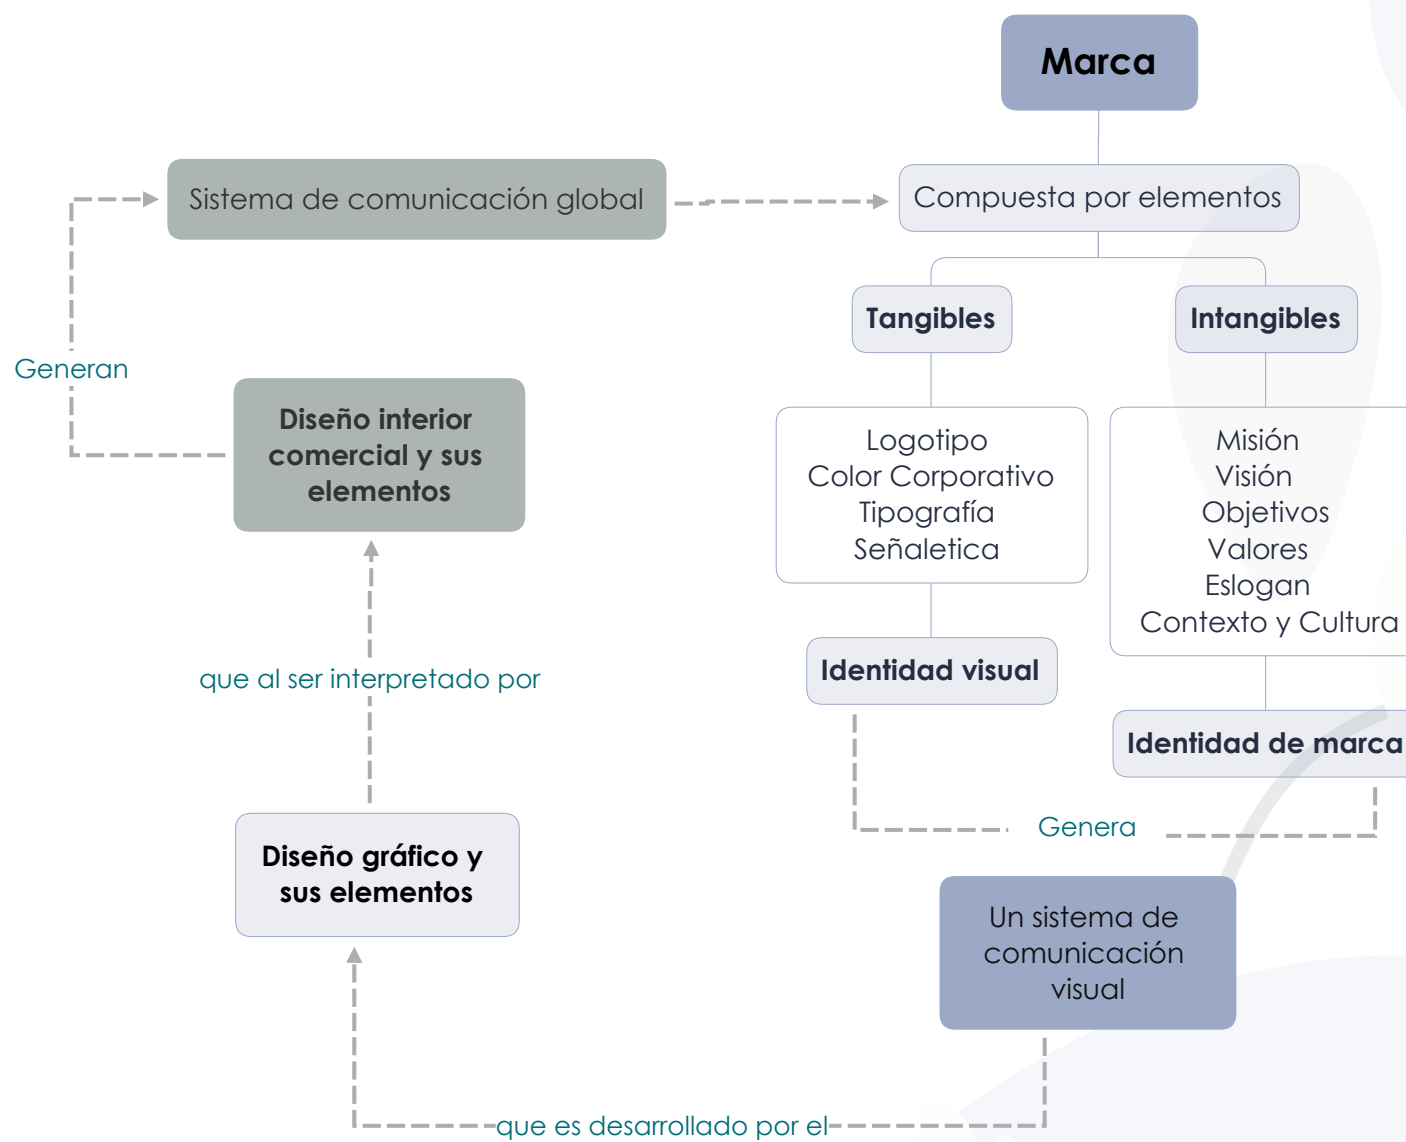 Marca
Sistema de comunicación global
Compuesta por elementos
Tangibles
Intangibles
Generan
Diseño interior
comercial y sus
elementos
Logotipo
Color Corporativo
Tipografía
Señaletica
Misión
Visión
Objetivos
Valores
Eslogan
Contexto y Cultura
que al ser interpretado por
Identidad visual
Identidad de marca
Genera
Diseño gráfico y
sus elementos
Un sistema de
comunicación
visual
que es desarrollado por el